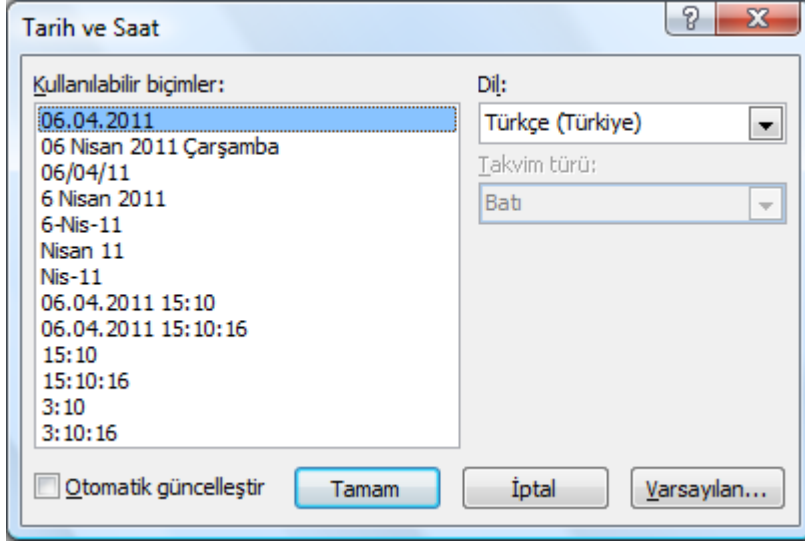 Tarih ve Saat
Kullanılabilir biçimler:
06.04.2011
06 Nisan 2011 Çarşamba
06/04/11
6 Nisan 2011
6-Nis-11
Nisan 11
Nis-11
06.04.2011 15:10
06.04.2011 15:10:16
15:10
15:10:16
3:10
3:10:16
Dil:
Türkçe (Türkiye)
Takvim türü:
Batı
Otomatik güncelleştir
Tamam
İptal
Varsayılan...